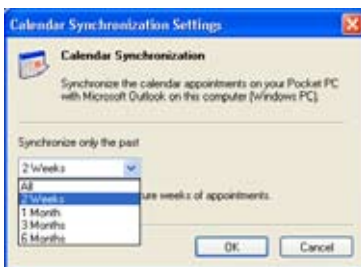 Calendar Synchronization Settings
Calendar Synchronization
Synchronize the calendar appointments on your Pocket PC
with Microsoft Outlook on this computer (Windows PC).
Synchronize only the past
2 Weeks
All
2 Weeks
ure weeks of appointments.
1 Month
3 Months
6 Months
OK Cancel